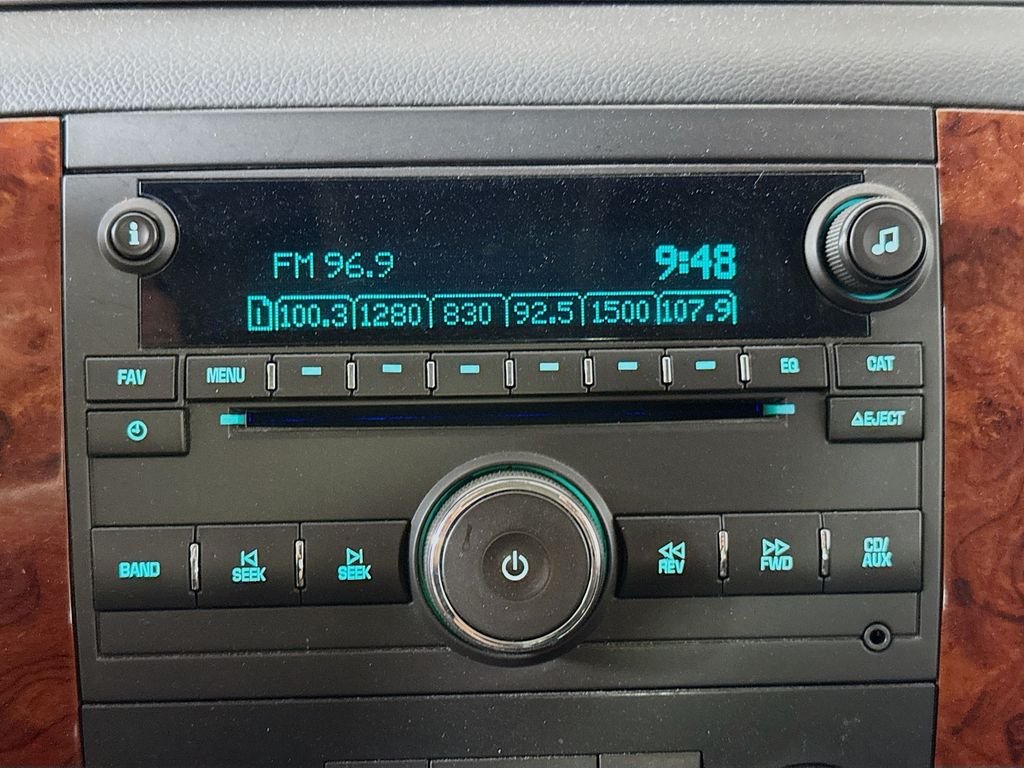 i
FM 96.9 9:48
1 100.3 1280 830 92.5 1500 107.9
FAV MENU EQ CAT
EJECT
BAND SEEK SEEK REV FWD CD/
AUX